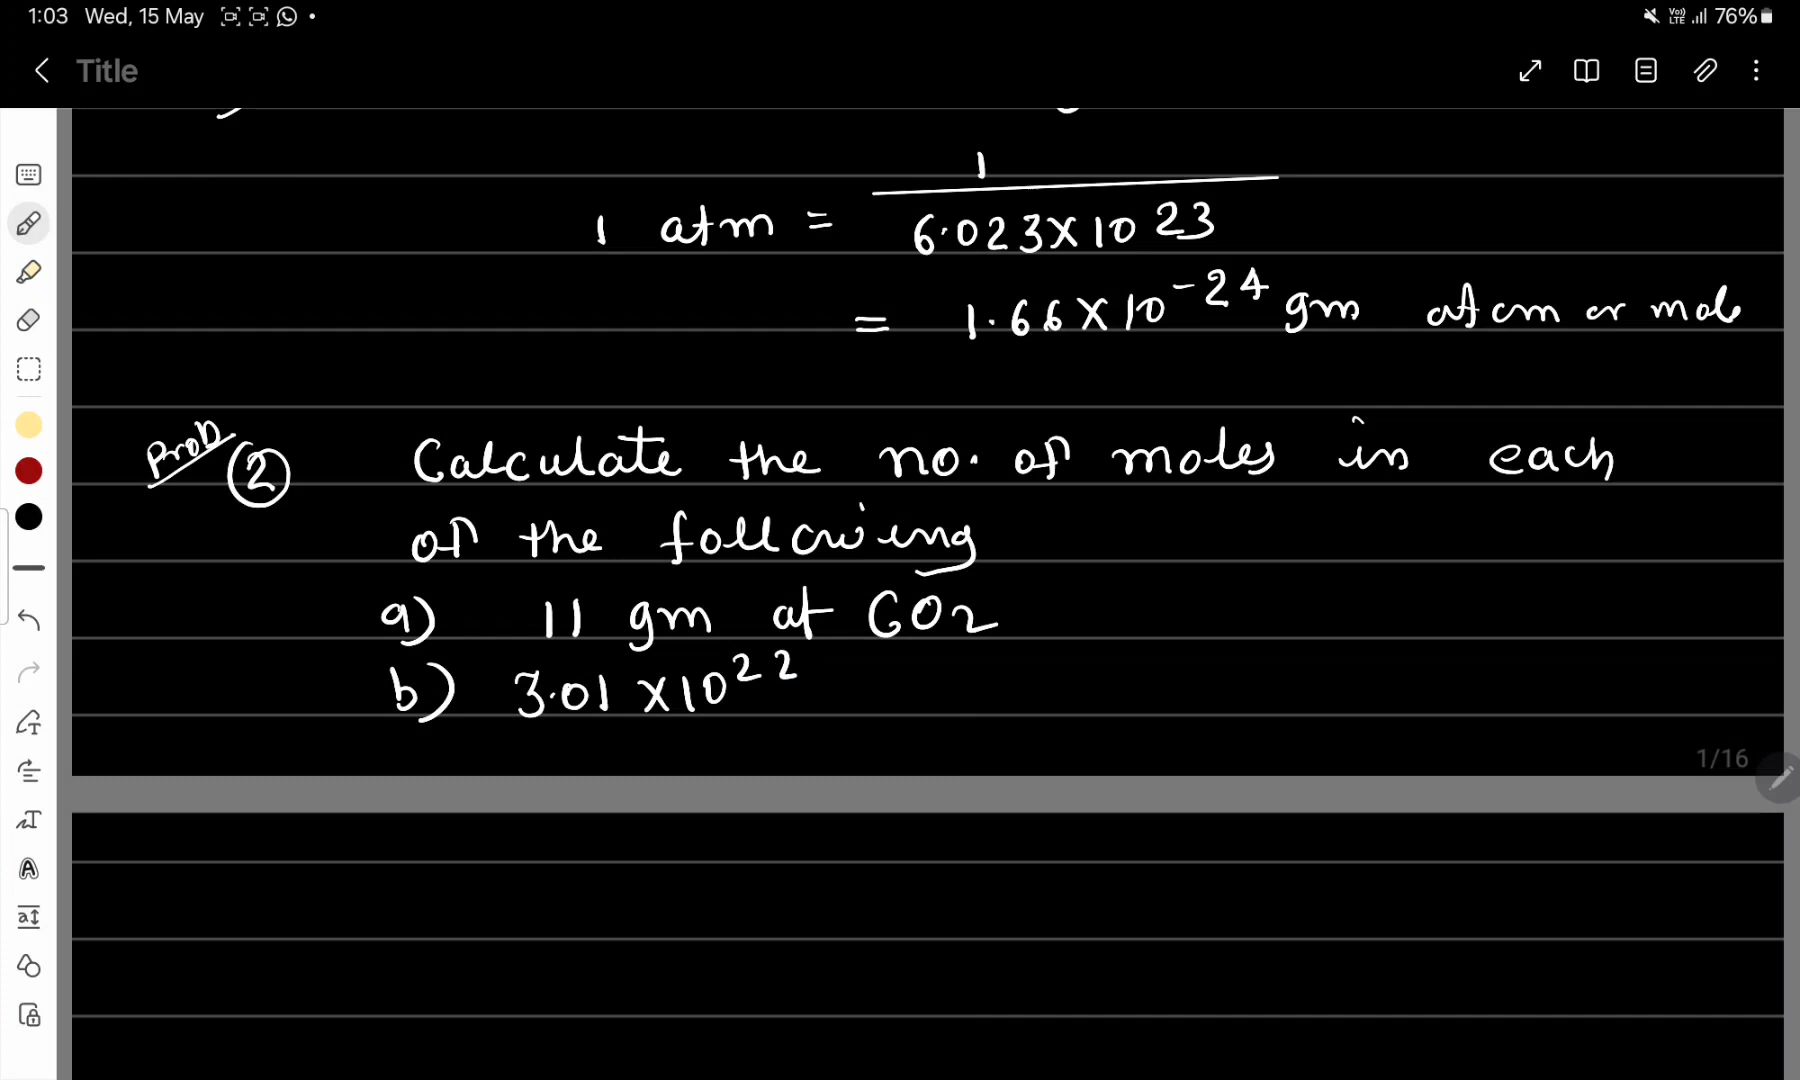 1:03 Wed, 15 May
76%
Title
1
1 atm = 6.023X10 23
= 1.66X10-24 gm atom or mole
Prob 2 Calculate the no. of moles in each
of the following
a) 11 gm of CO2
b) 3.01 X10 22
1/16